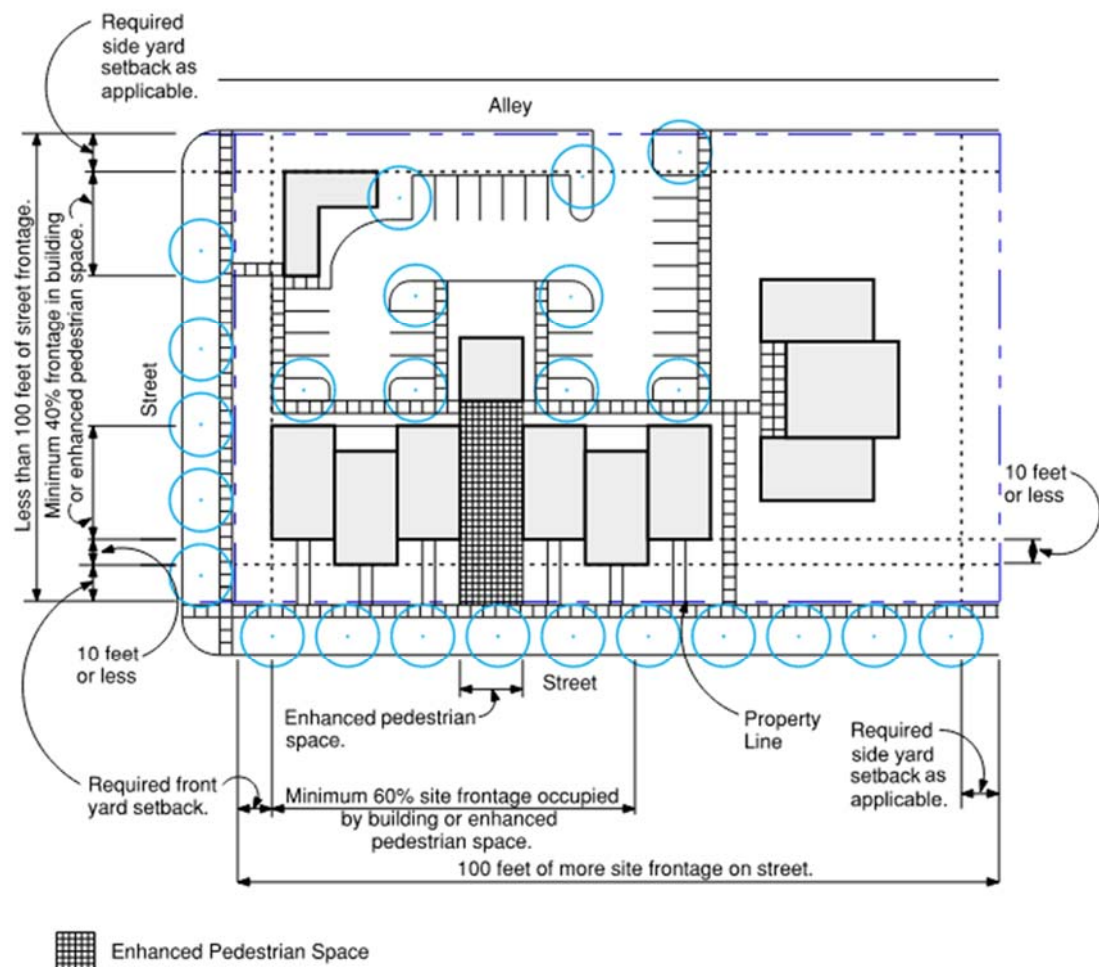 Required
side yard
setback as
applicable.
Alley
Less than 100 feet of street frontage.
Minimum 40% frontage in building
or enhanced pedestrian space.
Street
10 feet
or less
10 feet
or less
Street
Enhanced pedestrian
space.
Property
Line
Required
side yard
setback as
applicable.
Required front
yard setback.
Minimum 60% site frontage occupied
by building or enhanced
pedestrian space.
100 feet of more site frontage on street.
Enhanced Pedestrian Space